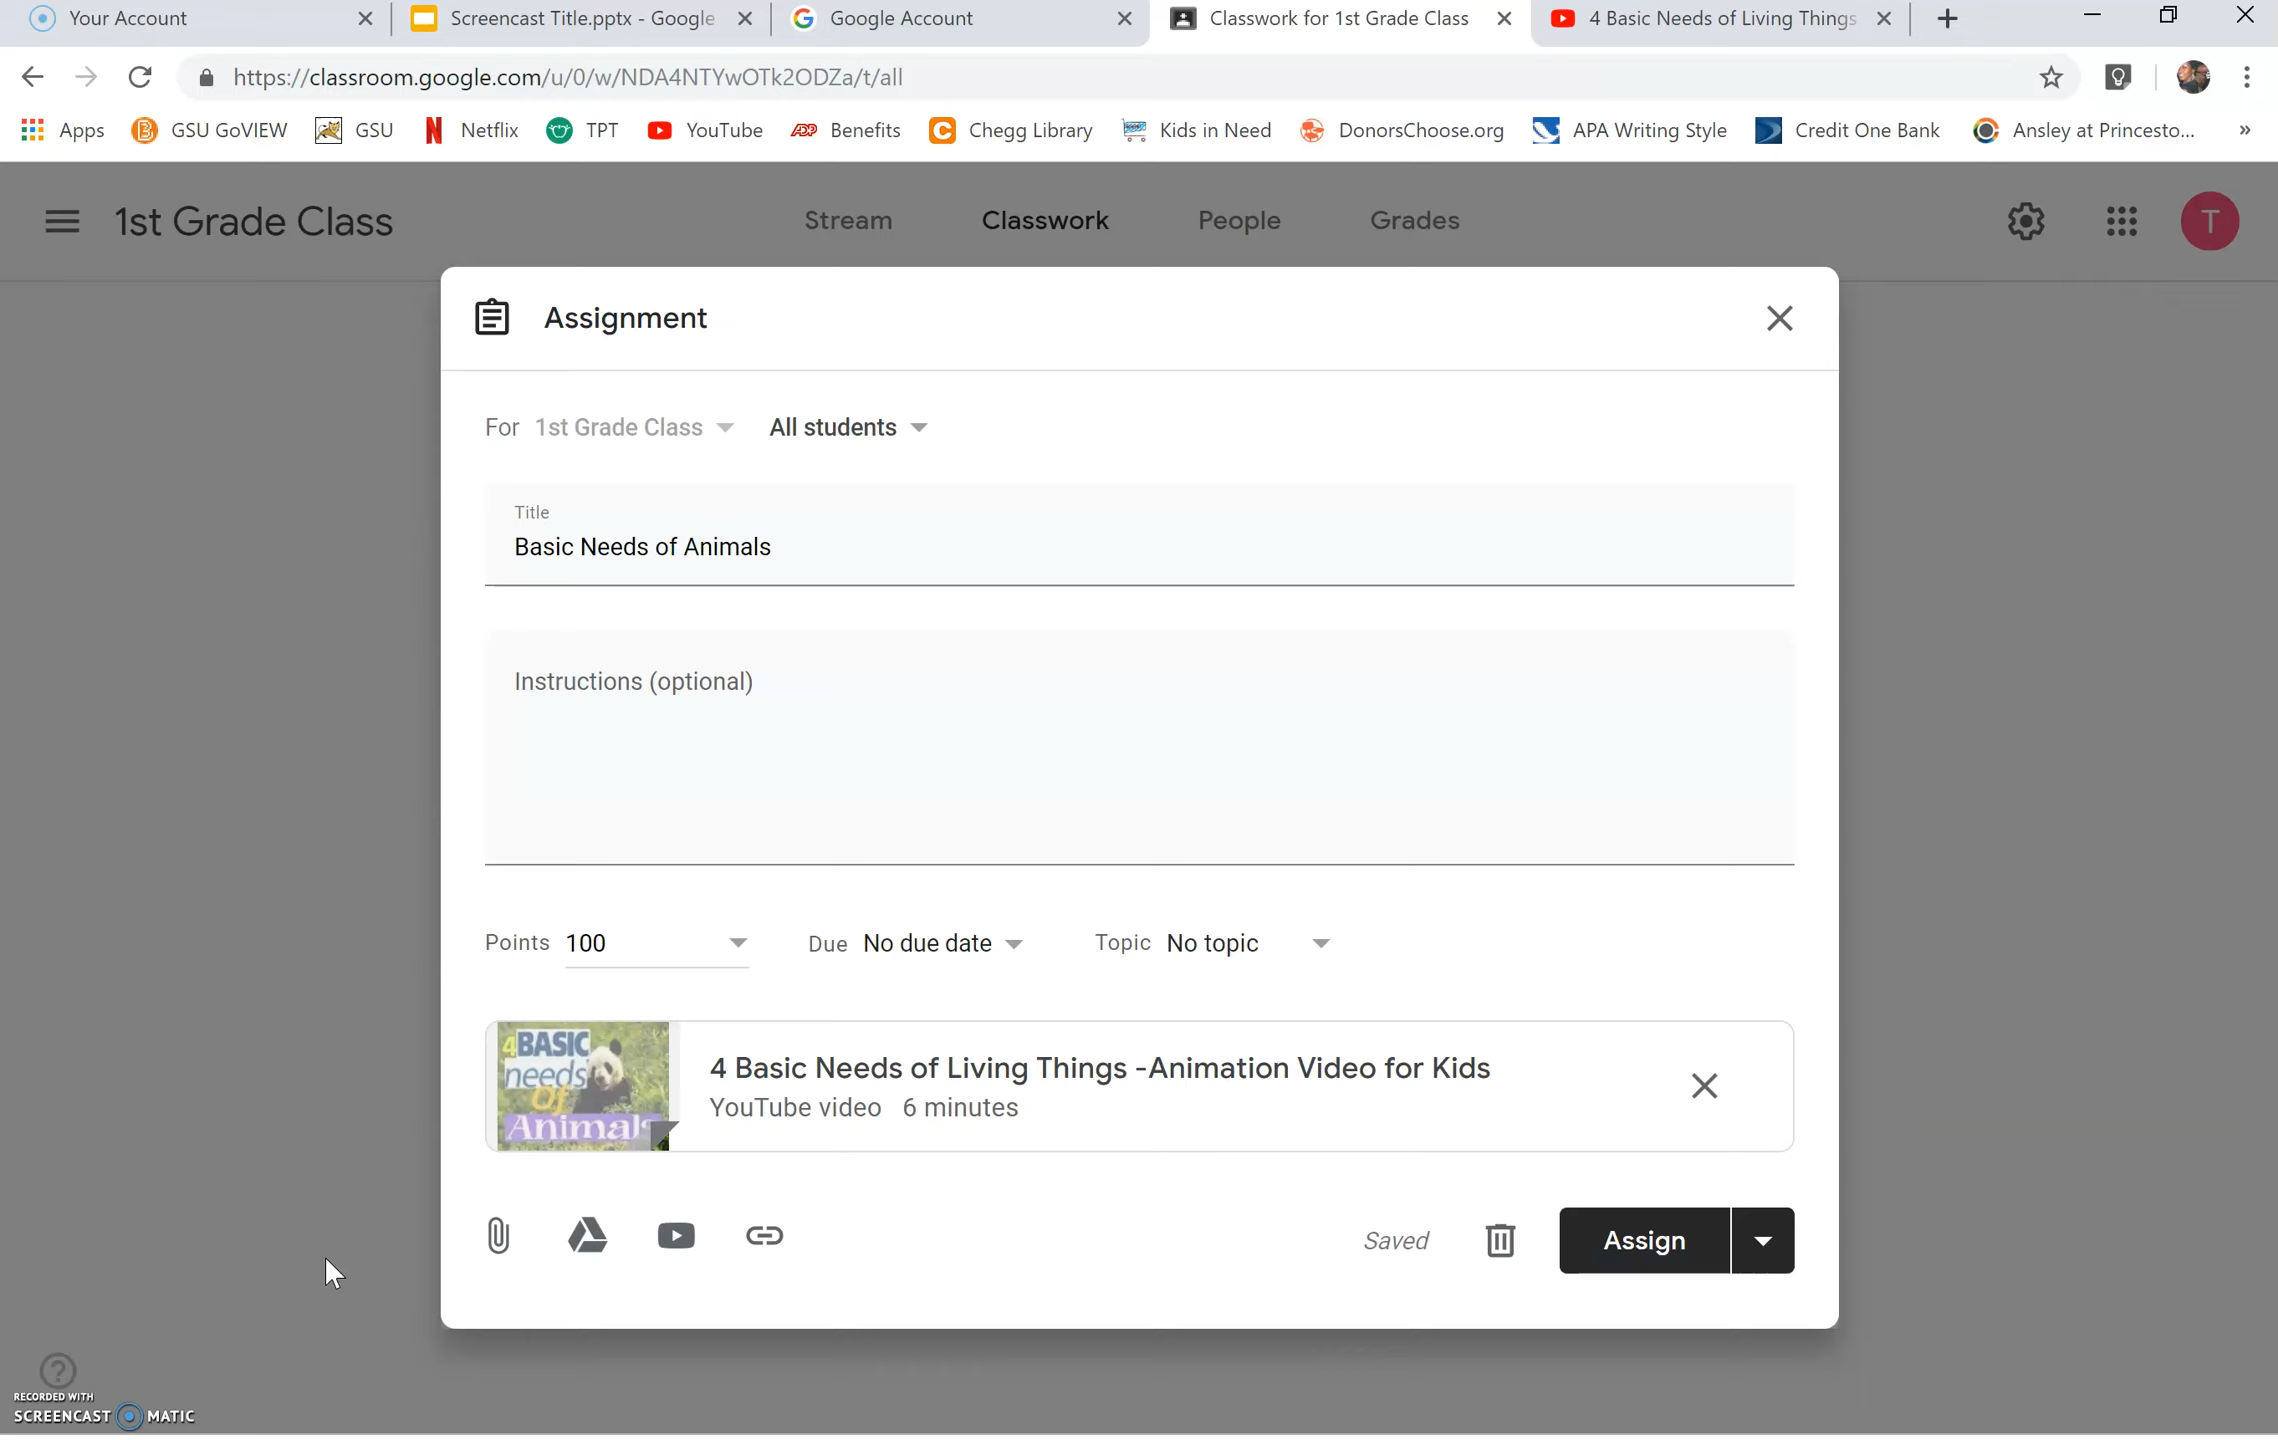 Your Account
Screencast Title.pptx - Google
Google Account
Classwork for 1st Grade Class
4 Basic Needs of Living Things
https://classroom.google.com/u/0/w/NDA4NTYwOTk2ODZa/t/all
Apps GSU GoVIEW GSU Netflix TPT YouTube ADP Benefits Chegg Library Kids in Need DonorsChoose.org APA Writing Style Credit One Bank Ansley at Princesto... »
1st Grade Class Stream Classwork People Grades T
Assignment
For 1st Grade Class All students
Title
Basic Needs of Animals
Instructions (optional)
Points 100 Due No due date Topic No topic
4 BASIC
needs
Of
Animals
4 Basic Needs of Living Things -Animation Video for Kids
YouTube video 6 minutes
Saved Assign
RECORDED WITH
SCREENCAST MATIC